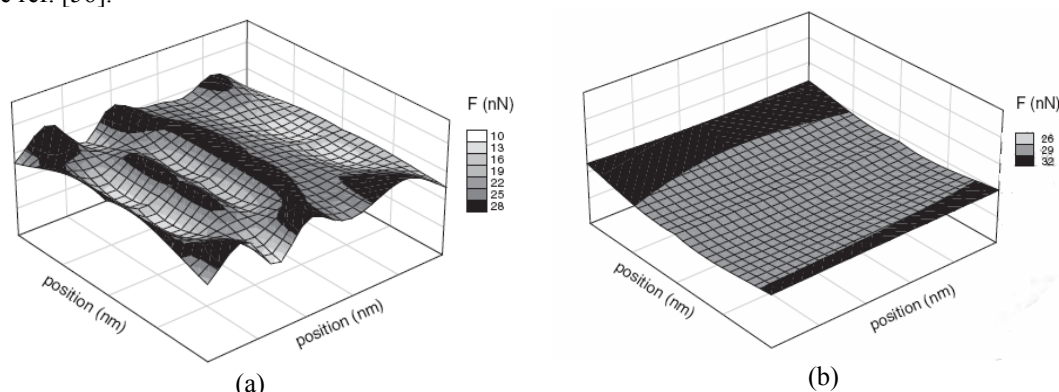 ref. [50].
F (nN)
10
13
16
19
22
25
28
position (nm)
position (nm)
(a)
F (nN)
26
29
32
position (nm)
position (nm)
(b)